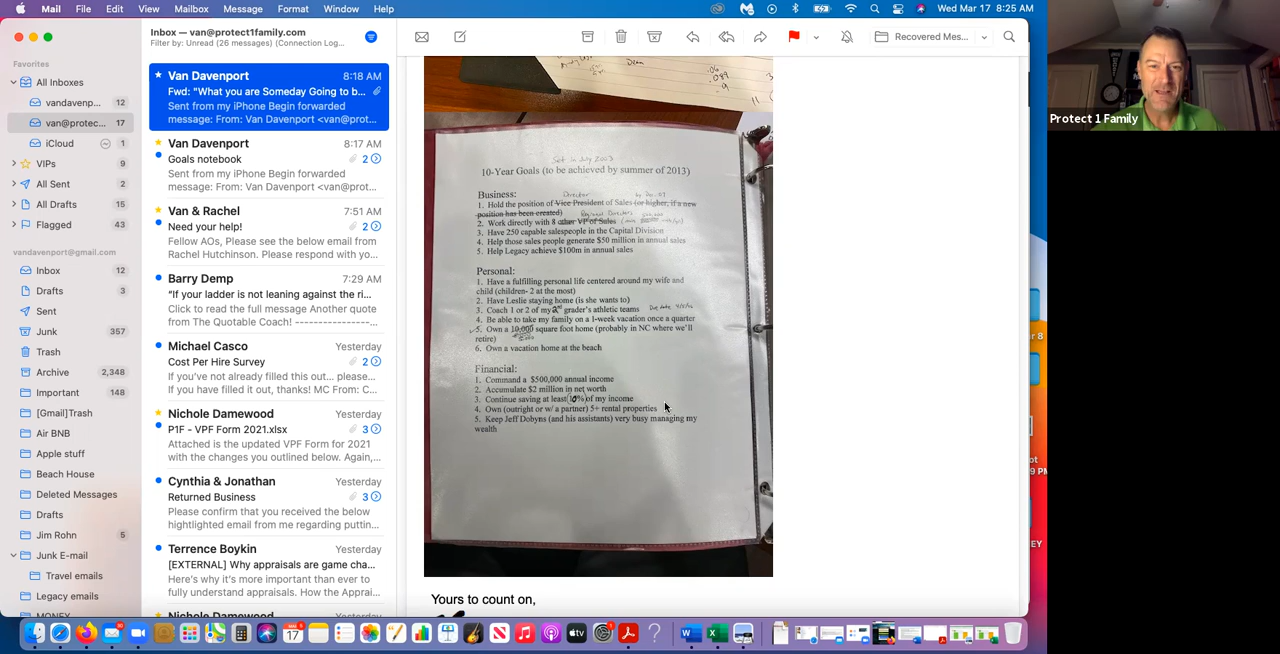 Mail File Edit View Mailbox Message Format Window Help
Wed Mar 17 8:25 AM
Inbox — van@protect1family.com
Filter by: Unread (26 messages) (Connection Log...
Recovered Mes...
Favorites
All Inboxes
vandavenp... 12
van@protec... 17
iCloud 1
VIPs 9
All Sent 2
All Drafts 15
Flagged 43
vandavenport@gmail.com
Inbox 12
Drafts 3
Sent
Junk 357
Trash
Archive 2,348
Important 148
[Gmail]Trash
Air BNB
Apple stuff
Beach House
Deleted Messages
Drafts
Jim Rohn 5
Junk E-mail
Travel emails
Legacy emails
MONEY
Van Davenport 8:18 AM
Fwd: "What you are Someday Going to b...
Sent from my iPhone Begin forwarded
message: From: Van Davenport <van@prot...
Van Davenport 8:17 AM
Goals notebook 2
Sent from my iPhone Begin forwarded
message: From: Van Davenport <van@prot...
Van & Rachel 7:51 AM
Need your help! 2
Fellow AOs, Please see the below email from
Rachel Hutchinson. Please respond with yo...
Barry Demp 7:29 AM
"If your ladder is not leaning against the ri...
Click to read the full message Another quote
from The Quotable Coach! ----------------...
Michael Casco Yesterday
Cost Per Hire Survey 2
If you've not already filled this out... please...
If you have filled it out, thanks! MC From: C...
Nichole Damewood Yesterday
P1F - VPF Form 2021.xlsx 3
Attached is the updated VPF Form for 2021
with the changes you outlined below. Again,...
Cynthia & Jonathan Yesterday
Returned Business 3
Please confirm that you received the below
hightlighted email from me regarding puttin...
Terrence Boykin Yesterday
[EXTERNAL] Why appraisals are game cha...
Here's why it's more important than ever to
fully understand appraisals. How the Apprai...
Nichole Damewood Yesterday
Set in July 2003
10-Year Goals (to be achieved by summer of 2013)
Business:
Director
1. Hold the position of Vice President of Sales (or higher, if a new
position has been created)
Regional Directors
2. Work directly with 8 other VP of Sales
3. Have 250 capable salespeople in the Capital Division
4. Help those sales people generate $50 million in annual sales
5. Help Legacy achieve $100m in annual sales
Personal:
1. Have a fulfilling personal life centered around my wife and
child (children- 2 at the most)
2. Have Leslie staying home (is she wants to)
3. Coach 1 or 2 of my 2nd grader's athletic teams
4. Be able to take my family on a 1-week vacation once a quarter
5. Own a 10,000 square foot home (probably in NC where we'll
retire)
6. Own a vacation home at the beach
Financial:
1. Command a $500,000 annual income
2. Accumulate $2 million in net worth
3. Continue saving at least (10%) of my income
4. Own (outright or w/ a partner) 5+ rental properties
5. Keep Jeff Dobyns (and his assistants) very busy managing my
wealth
Yours to count on,
Protect 1 Family